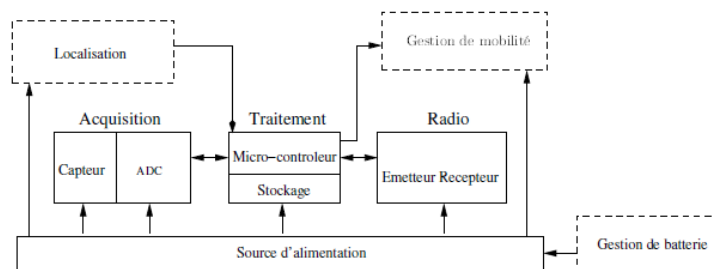 Localisation
Gestion de mobilité
Acquisition
Traitement
Radio
Capteur
ADC
Micro-controleur
Stockage
Emetteur Recepteur
Source d'alimentation
Gestion de batterie